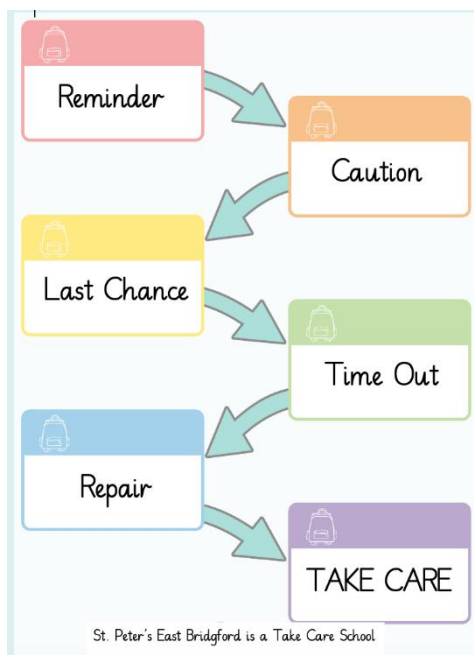 Reminder
Caution
Last Chance
Time Out
Repair
TAKE CARE
St. Peter's East Bridgford is a Take Care School